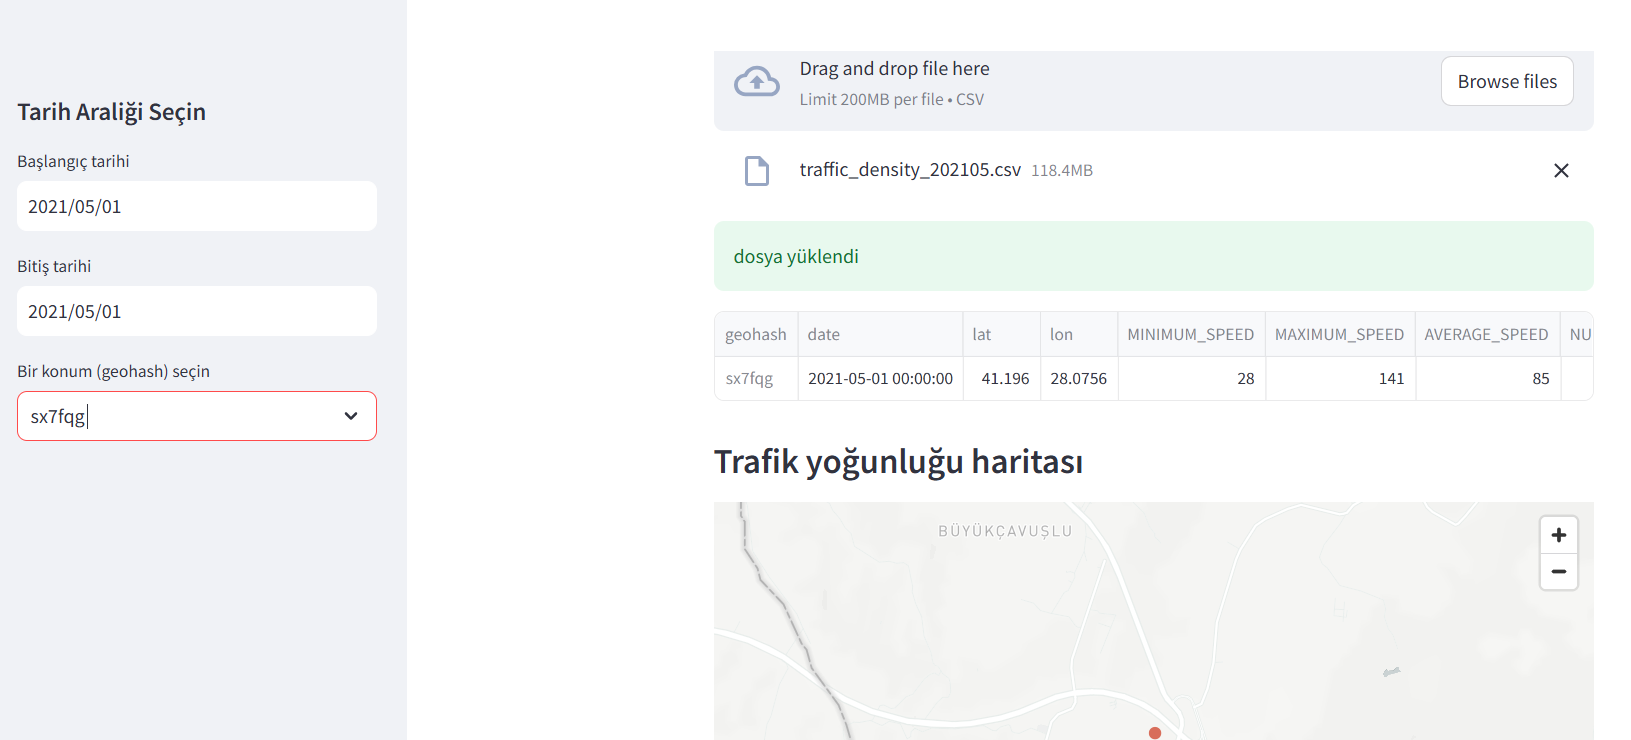 Tarih Araliği Seçin
Başlangıç tarihi
2021/05/01
Bitiş tarihi
2021/05/01
Bir konum (geohash) seçin
sx7fqg
Drag and drop file here
Limit 200MB per file • CSV
Browse files
traffic_density_202105.csv 118.4MB
dosya yüklendi
geohash date lat lon MINIMUM_SPEED MAXIMUM_SPEED AVERAGE_SPEED NU
sx7fqg 2021-05-01 00:00:00 41.196 28.0756 28 141 85
Trafik yoğunluğu haritası
BÜYÜKÇAVUŞLU